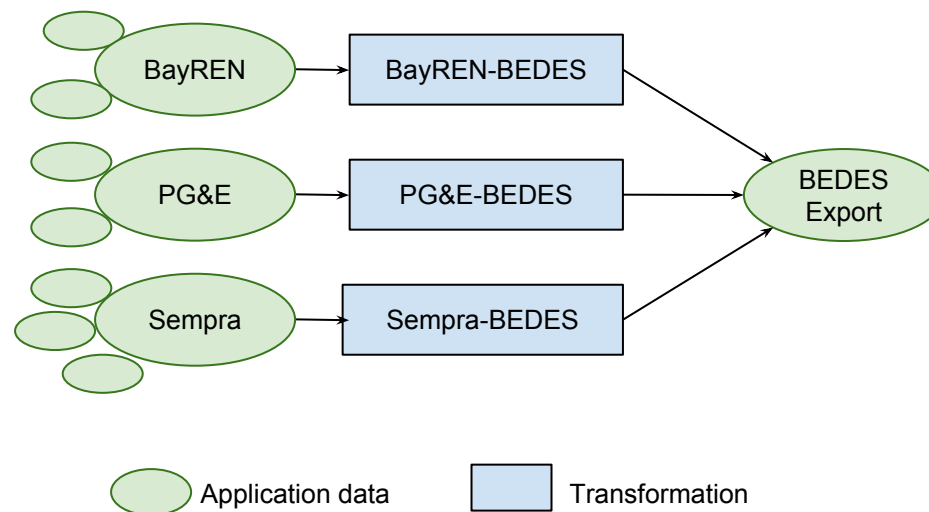 BayREN
BayREN-BEDES
PG&E
PG&E-BEDES
BEDES
Export
Sempra
Sempra-BEDES
Application data
Transformation